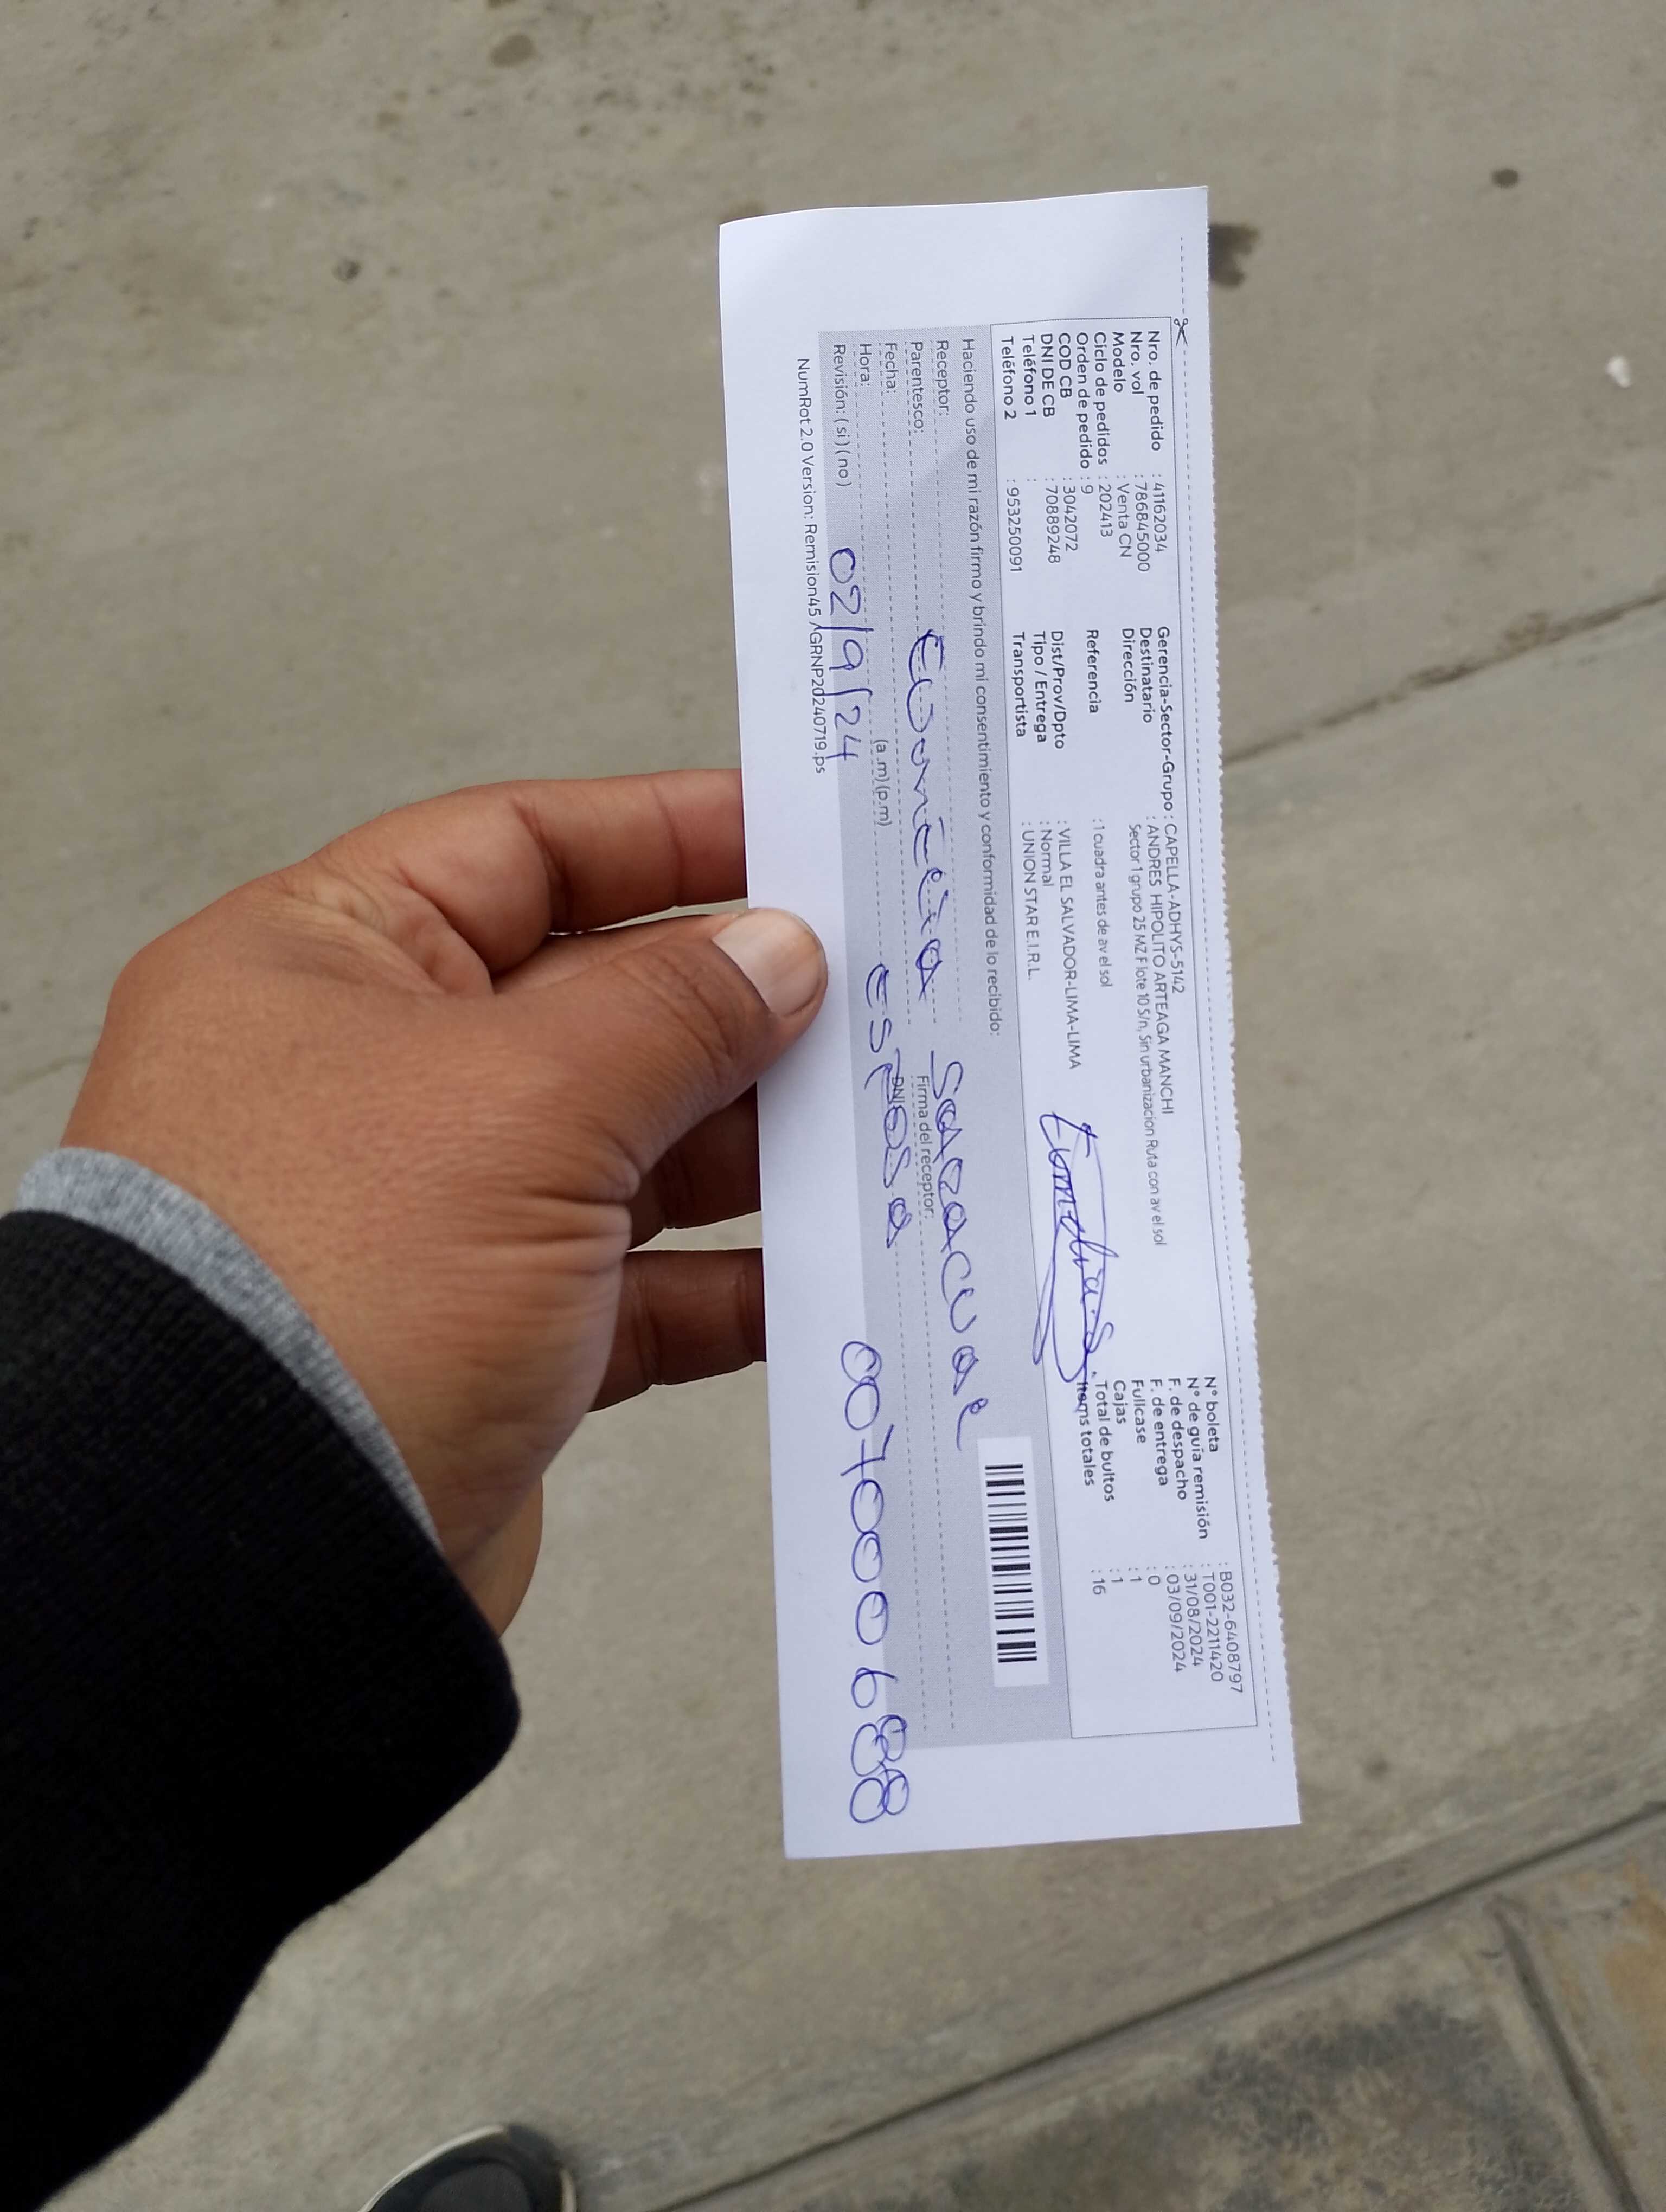 Nro. de pedido : 41162034
Nro. vol : 786845000
Modelo : Venta CN
Ciclo de pedidos : 202413
Orden de pedido : 9
COD CB : 3042072
DNI DE CB : 70889248
Teléfono 1 :
Teléfono 2 : 953250091
Gerencia-Sector-Grupo : CAPELLA-ADHYS-5142
Destinatario : ANDRES HIPOLITO ARTEAGA MANCHI
Dirección : Sector 1 grupo 25 MZ F lote 10 S/n, Sin urbanizacion Ruta con av el sol
Referencia : 1 cuadra antes de av el sol
Dist/Prov/Dpto : VILLA EL SALVADOR-LIMA-LIMA
Tipo / Entrega : Normal
Transportista : UNION STAR E.I.R.L.
N° boleta : B032-6408797
N° de guía remisión : T001-2211420
F. de despacho : 31/08/2024
F. de entrega : 03/09/2024
Fullcase : 0
Cajas : 1
Total de bultos : 1
Items totales : 16
Haciendo uso de mi razón firmo y brindo mi consentimiento y conformidad de lo recibido:
Receptor:
Parentesco:
Firma del receptor:
Fecha:
esposa
DNI
Hora: (a .m) (p.m)
Revisión: ( si ) ( no )
02/9/24
007000688
NumRot 2.0 Version: Remision45 /GRNP20240719.ps